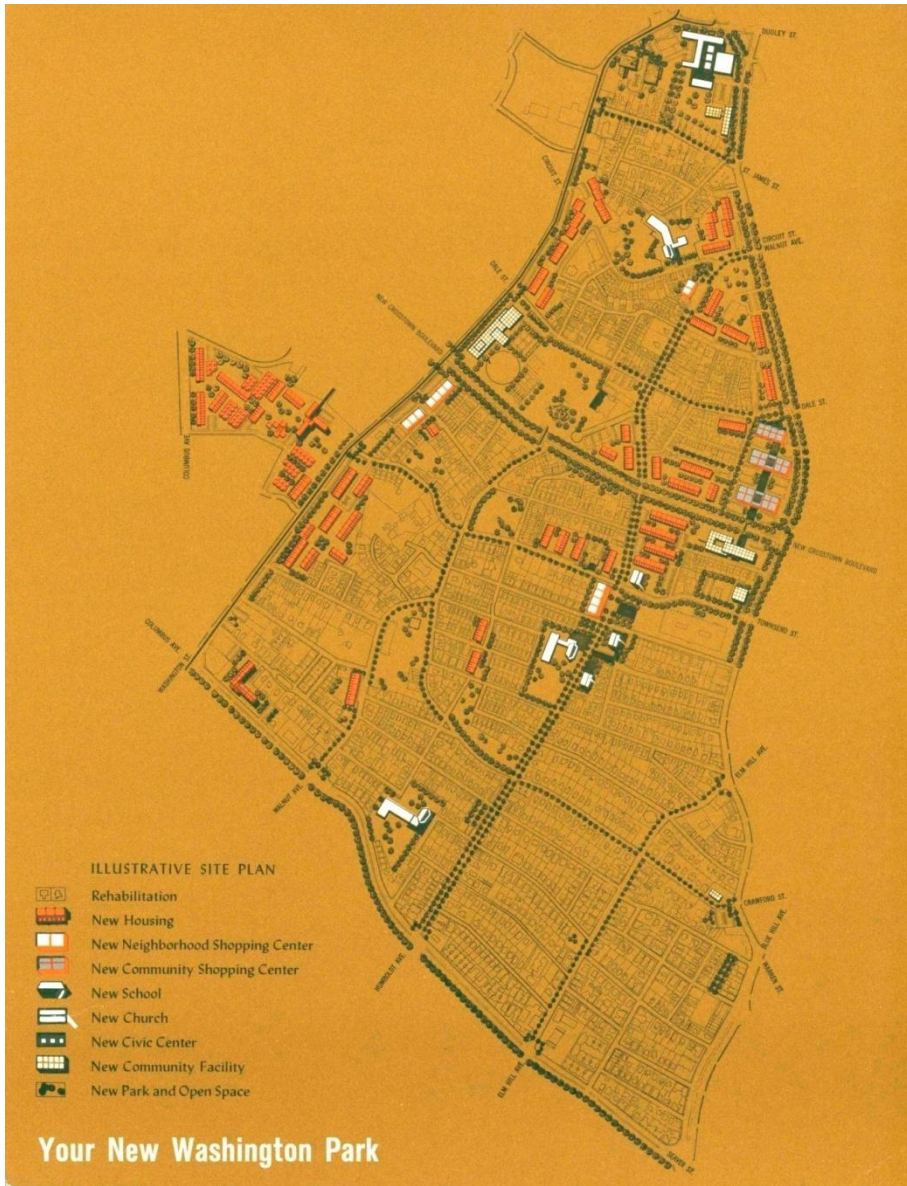 DUDLEY ST.
CIRCUIT ST.
ST JAMES ST.
CIRCUIT ST.
WALNUT AVE.
DALE ST.
NEW CROSSTOWN BOULEVARD
DALE ST.
COLUMBUS AVE.
NEW CROSSTOWN BOULEVARD
TOWNSEND ST.
COLUMBUS AVE.
WASHINGTON ST.
ELM HILL AVE.
WALNUT AVE.
CRAWFORD ST.
BLUE HILL AVE.
WARREN ST.
HUMBOLDT AVE.
ELM HILL AVE.
SEAVER ST.
ILLUSTRATIVE SITE PLAN
Rehabilitation
New Housing
New Neighborhood Shopping Center
New Community Shopping Center
New School
New Church
New Civic Center
New Community Facility
New Park and Open Space
Your New Washington Park